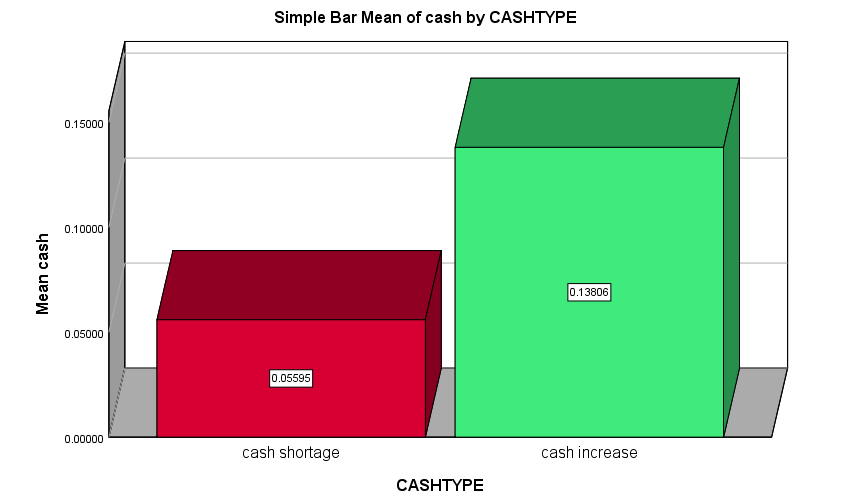 Simple Bar Mean of cash by CASHTYPE
Mean cash
0.15000
0.10000
0.05000
0.00000
0.05595
0.13806
cash shortage
cash increase
CASHTYPE